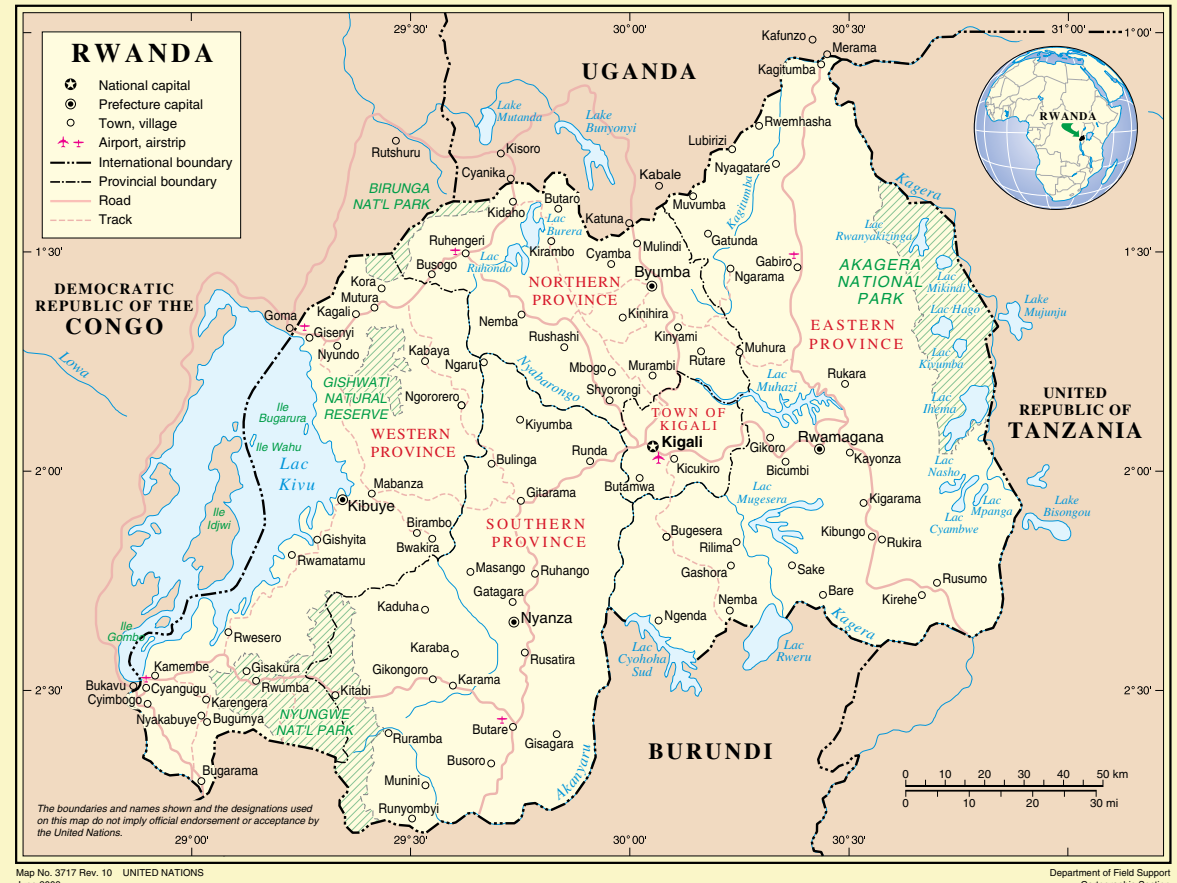 29°30'
30°00'
30°30'
31°00'
1°00'
RWANDA
National capital
Prefecture capital
Town, village
Airport, airstrip
International boundary
Provincial boundary
Road
Track
UGANDA
Kafunzo
Merama
Kagitumba
RWANDA
Lake
Mutanda
Lake
Bunyonyi
Rwemhasha
Lubirizi
Rutshuru
Kisoro
Nyagatare
Cyanika
Kabale
Kagera
BIRUNGA
NAT'L PARK
Kidaho
Butaro
Muvumba
Kagitumba
Katuna
Lac
Burera
Lac
Rwanyakizinga
Ruhengeri
Kirambo
Cyamba
Mulindi
Gatunda
1°30'
1°30'
Busogo
Lac
Ruhondo
Gabiro
Ngarama
AKAGERA
NATIONAL
PARK
Lac
Mikindi
Byumba
NORTHERN
PROVINCE
Kora
Mutura
DEMOCRATIC
REPUBLIC OF THE
CONGO
Kagali
Goma
Gisenyi
Nyundo
Nemba
Kinihira
Lac Hago
Lake
Mujunju
EASTERN
PROVINCE
Rushashi
Kinyami
Kabaya
Ngaru
Rutare
Muhura
Lac
Kivumba
Lowa
Nyabarongo
Mbogo
Murambi
Lac
Muhazi
Rukara
GISHWATI
NATURAL
RESERVE
Ngororero
Shyorongi
Lac
Ihema
UNITED
REPUBLIC OF
TANZANIA
Ile
Bugarura
TOWN OF
KIGALI
Kiyumba
WESTERN
PROVINCE
Ile Wahu
Kigali
Gikoro
Rwamagana
Runda
Bulinga
Kicukiro
Bicumbi
Kayonza
Lac
Nasho
2°00'
2°00'
Lac
Kivu
Mabanza
Butamwa
Kibuye
Gitarama
Lac
Mugesera
Kigarama
Lac
Mpanga
Lac
Cyambwe
Lake
Bisongou
Ile
Idjwi
Birambo
SOUTHERN
PROVINCE
Bugesera
Kibungo
Gishyita
Bwakira
Rilima
Rukira
Rwamatamu
Masango
Ruhango
Gashora
Sake
Rusumo
Gatagara
Kaduha
Nemba
Bare
Kirehe
Nyanza
Ngenda
Kagera
Ile
Gombo
Rwesero
Karaba
Rusatira
Lac
Cyohoha
Sud
Lac
Rweru
Kamembe
Gisakura
Gikongoro
Karama
Bukavu
Cyangugu
Rwumba
Kitabi
2°30'
2°30'
Cyimbogo
Karengera
Nyakabuye
Bugumya
NYUNGWE
NAT'L PARK
Butare
Ruramba
Gisagara
BURUNDI
Busoro
Bugarama
Munini
Akanyaru
Runyombyi
0 10 20 30 40 50 km
0 10 20 30 mi
The boundaries and names shown and the designations used
on this map do not imply official endorsement or acceptance by
the United Nations.
29°00'
29°30'
30°00'
30°30'
Map No. 3717 Rev. 10 UNITED NATIONS
Department of Field Support